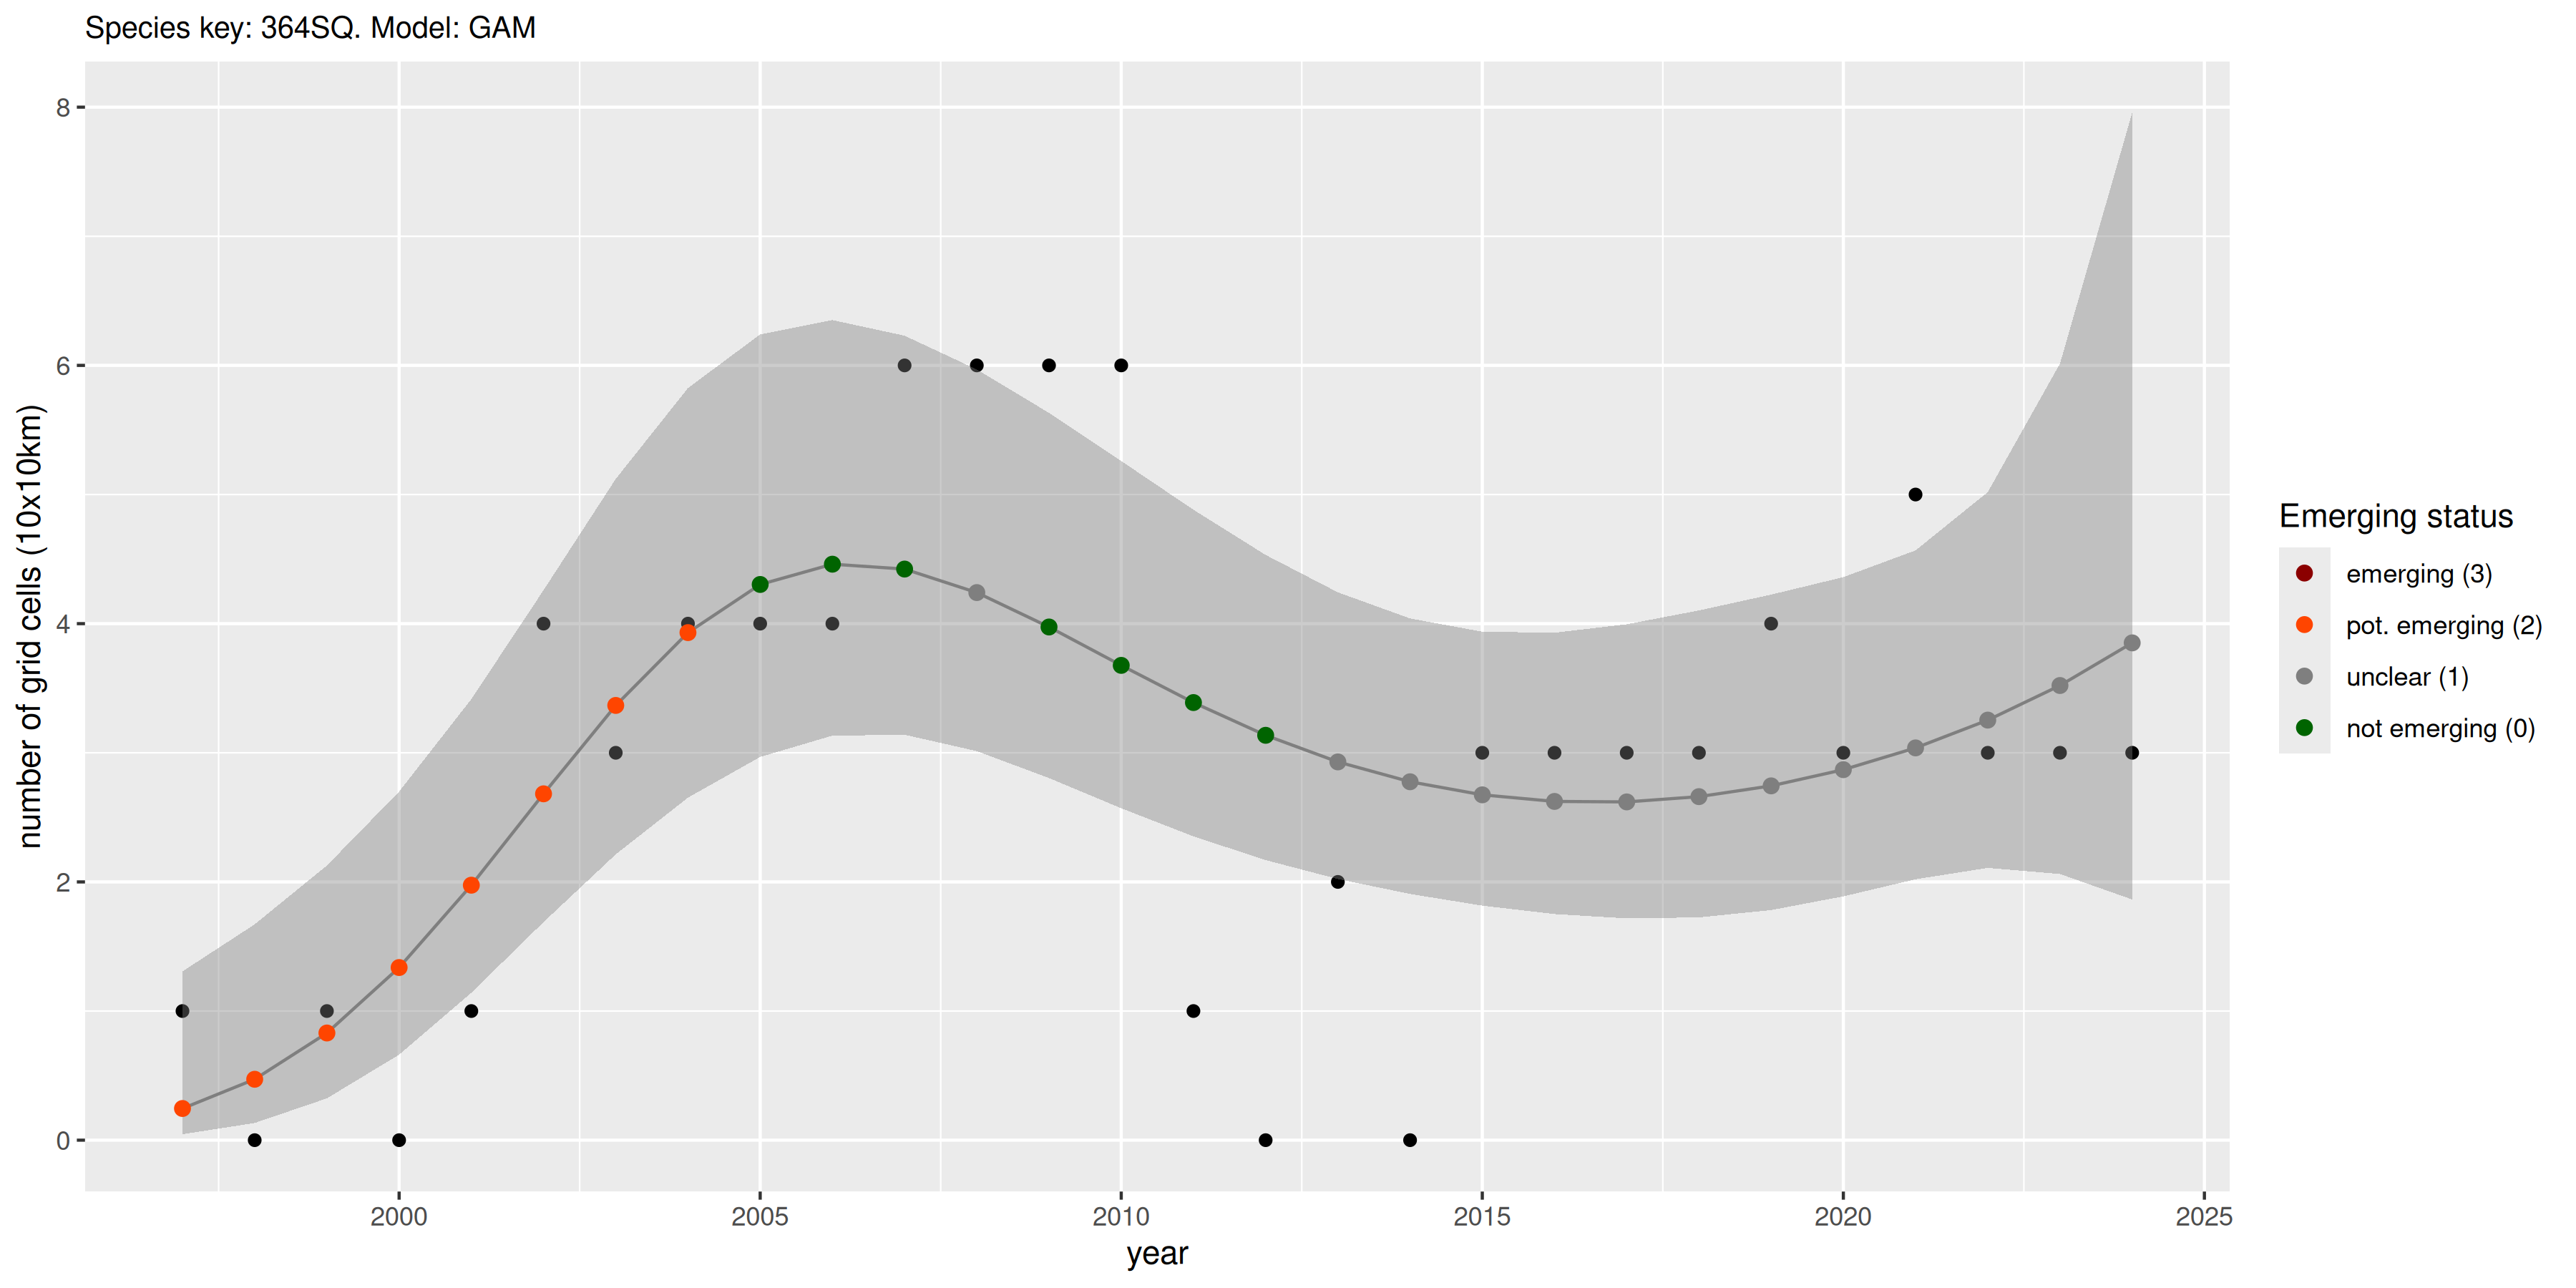 Species key: 364SQ. Model: GAM
8
6
4
2
0
number of grid cells (10x10km)
2000
2005
2010
2015
2020
2025
year
Emerging status
emerging (3)
pot. emerging (2)
unclear (1)
not emerging (0)